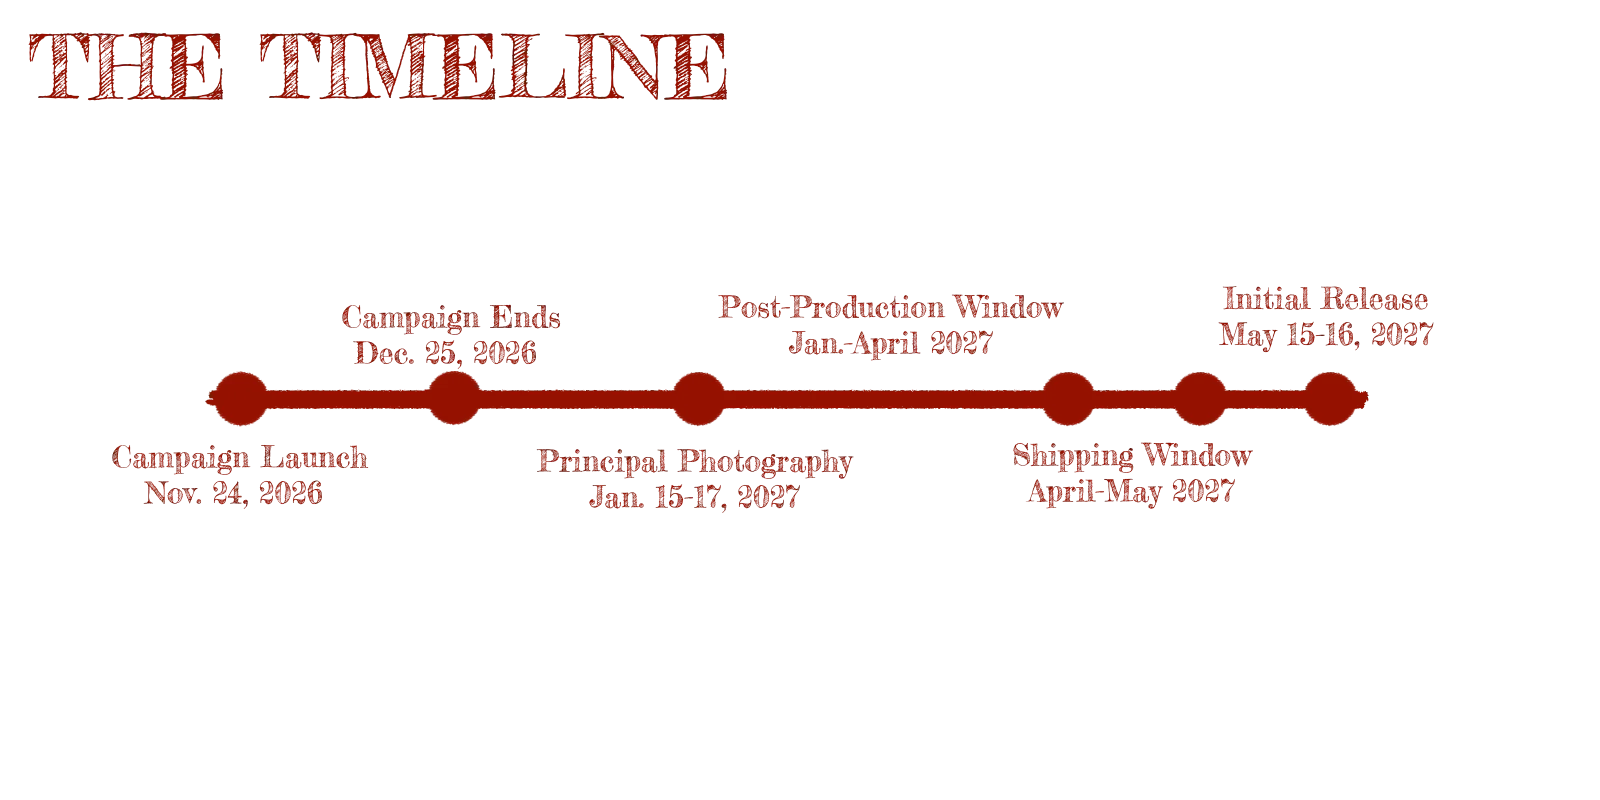 THE TIMELINE
Campaign Launch
Nov. 24, 2026
Campaign Ends
Dec. 25, 2026
Principal Photography
Jan. 15-17, 2027
Post-Production Window
Jan.-April 2027
Shipping Window
April-May 2027
Initial Release
May 15-16, 2027